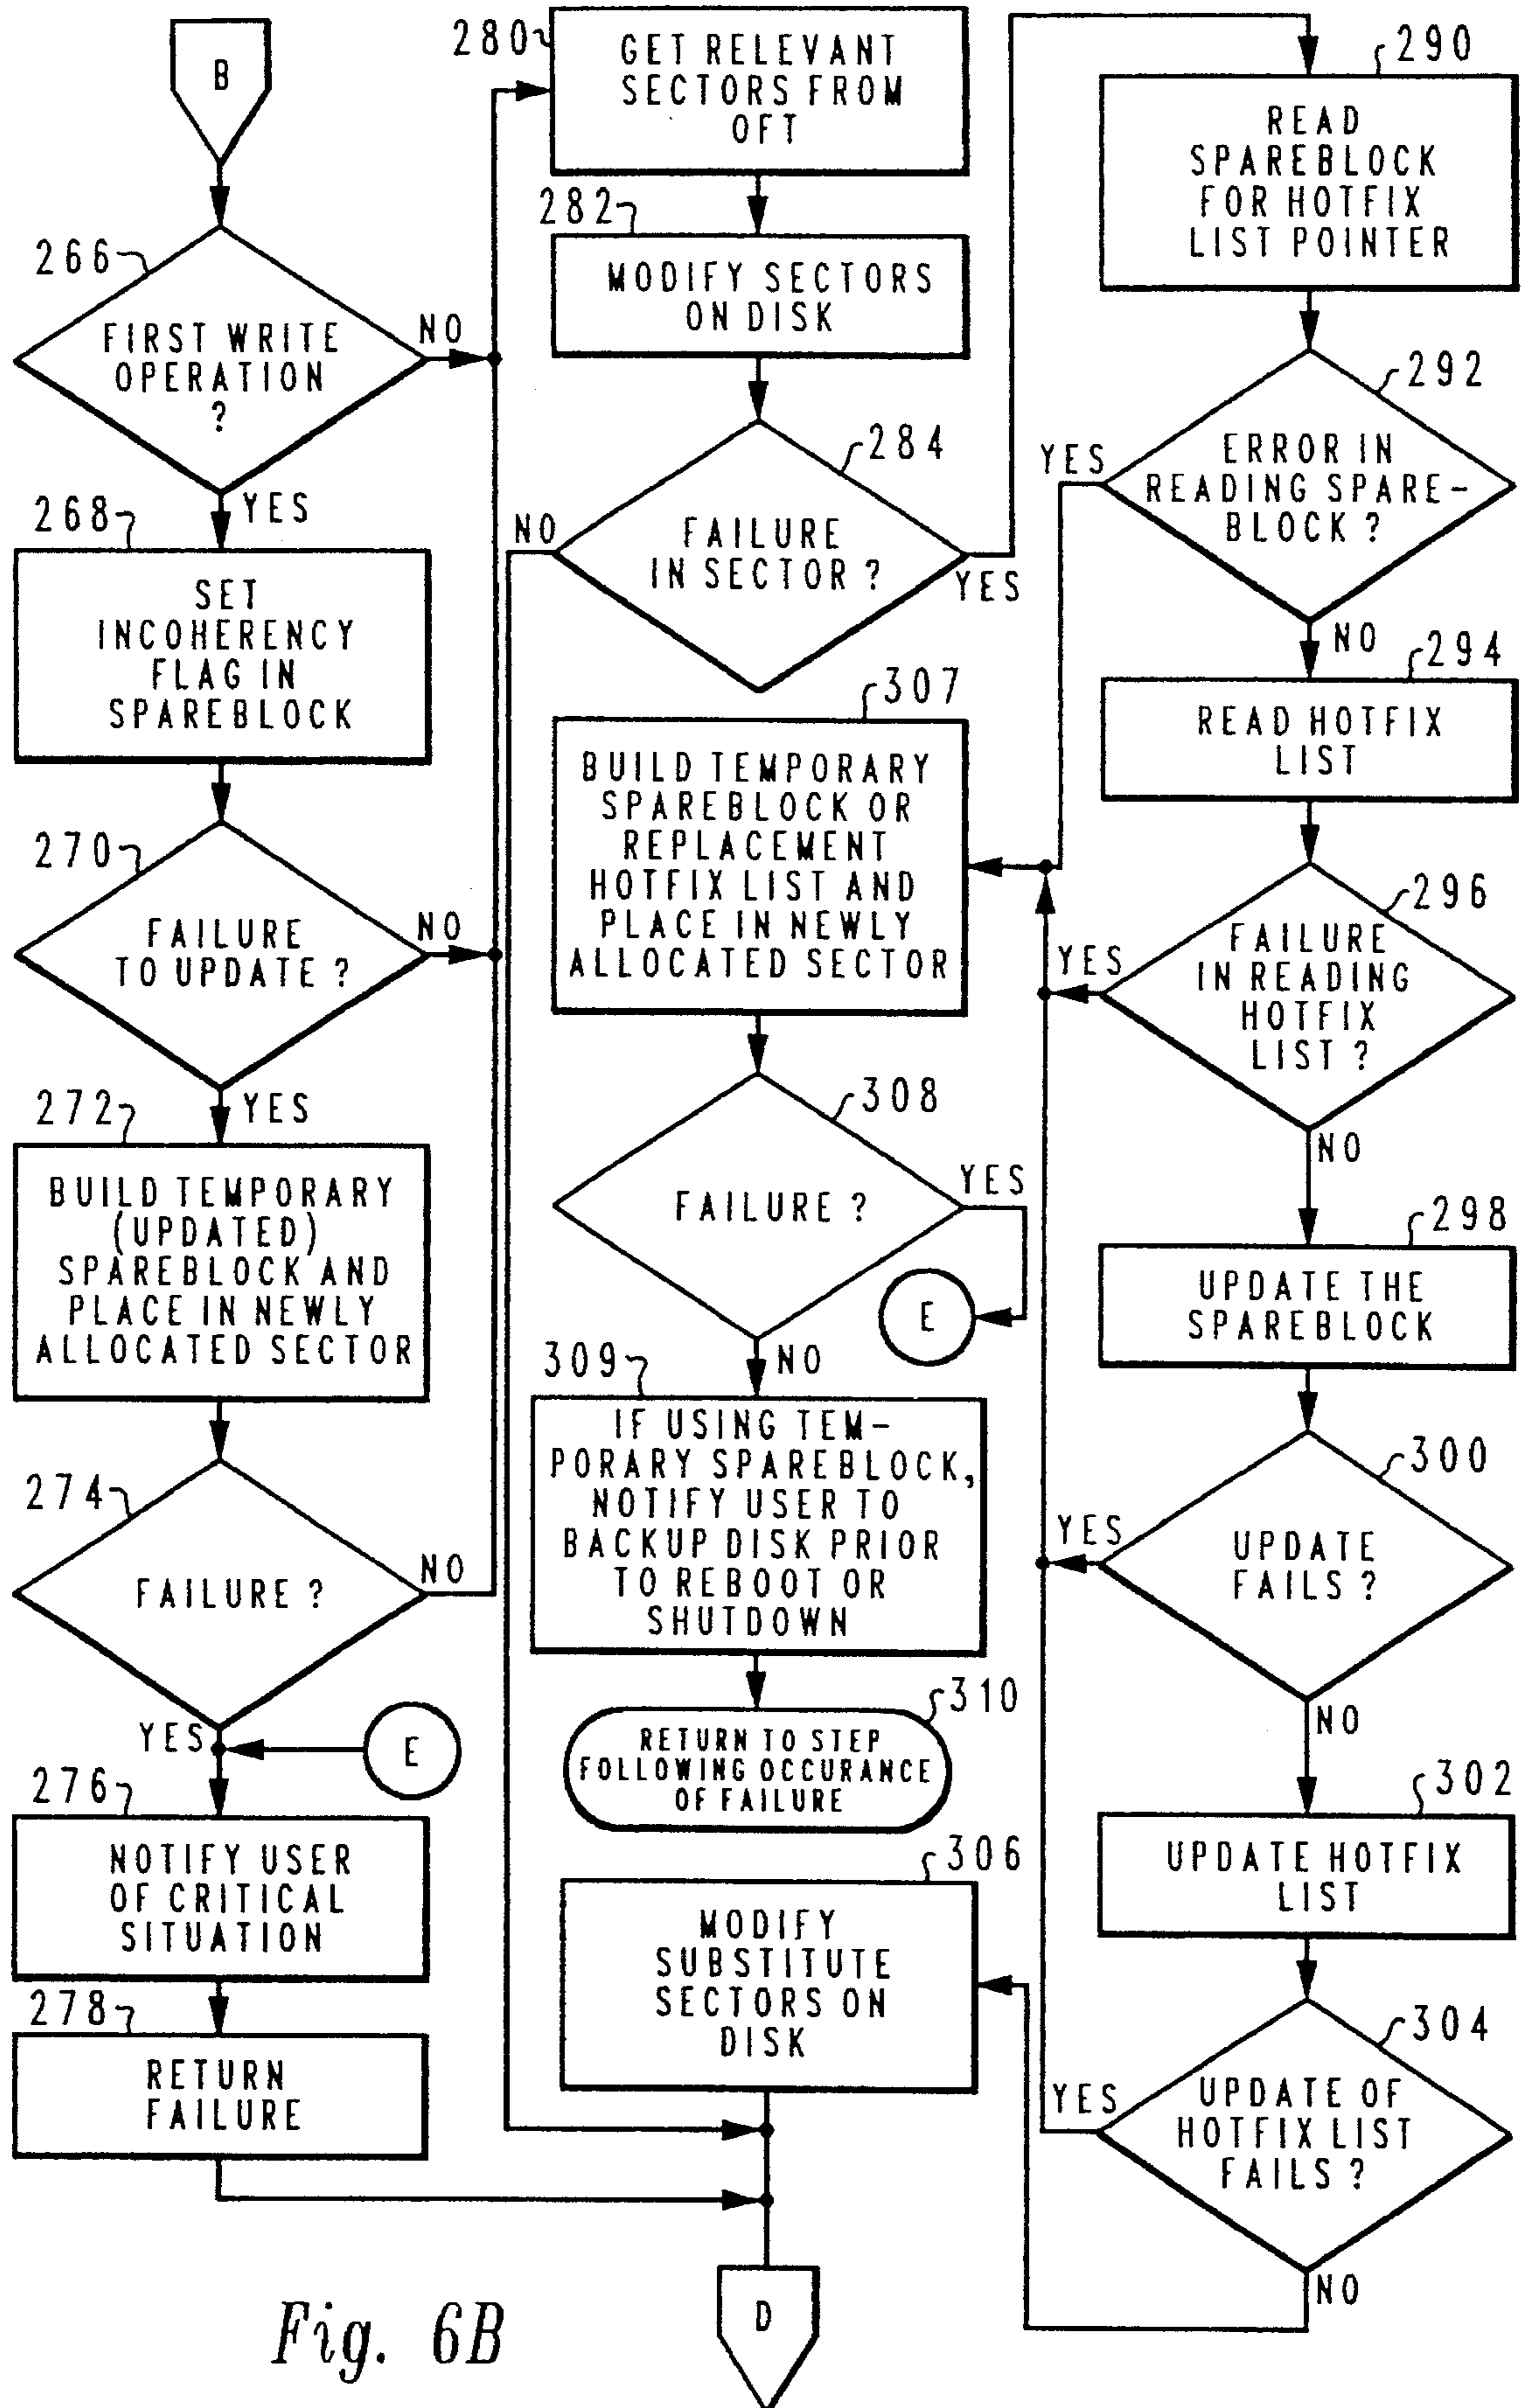 B
266
FIRST WRITE
OPERATION
?
NO
YES
268
SET
INCOHERENCY
FLAG IN
SPAREBLOCK
270
FAILURE
TO UPDATE ?
NO
YES
272
BUILD TEMPORARY
(UPDATED)
SPAREBLOCK AND
PLACE IN NEWLY
ALLOCATED SECTOR
274
FAILURE ?
NO
YES
E
276
NOTIFY USER
OF CRITICAL
SITUATION
278
RETURN
FAILURE
280
GET RELEVANT
SECTORS FROM
OFT
282
MODIFY SECTORS
ON DISK
284
NO
FAILURE
IN SECTOR ?
YES
307
BUILD TEMPORARY
SPAREBLOCK OR
REPLACEMENT
HOTFIX LIST AND
PLACE IN NEWLY
ALLOCATED SECTOR
308
FAILURE ?
YES
E
NO
309
IF USING TEM-
PORARY SPAREBLOCK,
NOTIFY USER TO
BACKUP DISK PRIOR
TO REBOOT OR
SHUTDOWN
310
RETURN TO STEP
FOLLOWING OCCURANCE
OF FAILURE
306
MODIFY
SUBSTITUTE
SECTORS ON
DISK
D
290
READ
SPAREBLOCK
FOR HOTFIX
LIST POINTER
292
YES
ERROR IN
READING SPARE-
BLOCK ?
NO
294
READ HOTFIX
LIST
296
YES
FAILURE
IN READING
HOTFIX
LIST ?
NO
298
UPDATE THE
SPAREBLOCK
300
YES
UPDATE
FAILS ?
NO
302
UPDATE HOTFIX
LIST
304
YES
UPDATE OF
HOTFIX LIST
FAILS ?
NO
Fig. 6B